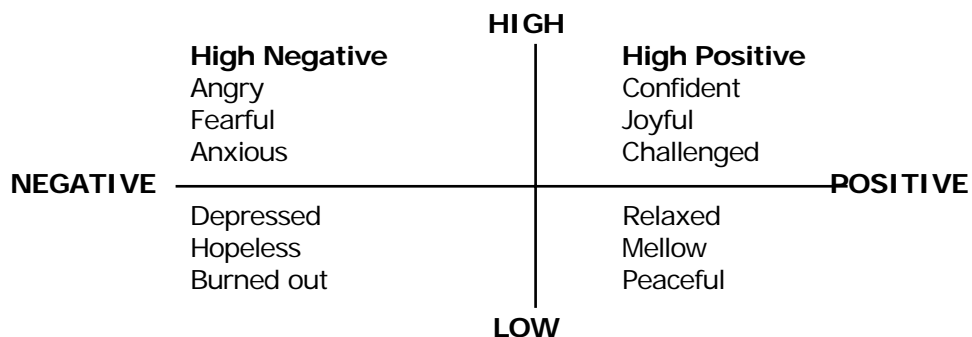 HIGH
High Negative
Angry
Fearful
Anxious
High Positive
Confident
Joyful
Challenged
NEGATIVE
POSITIVE
Depressed
Hopeless
Burned out
Relaxed
Mellow
Peaceful
LOW